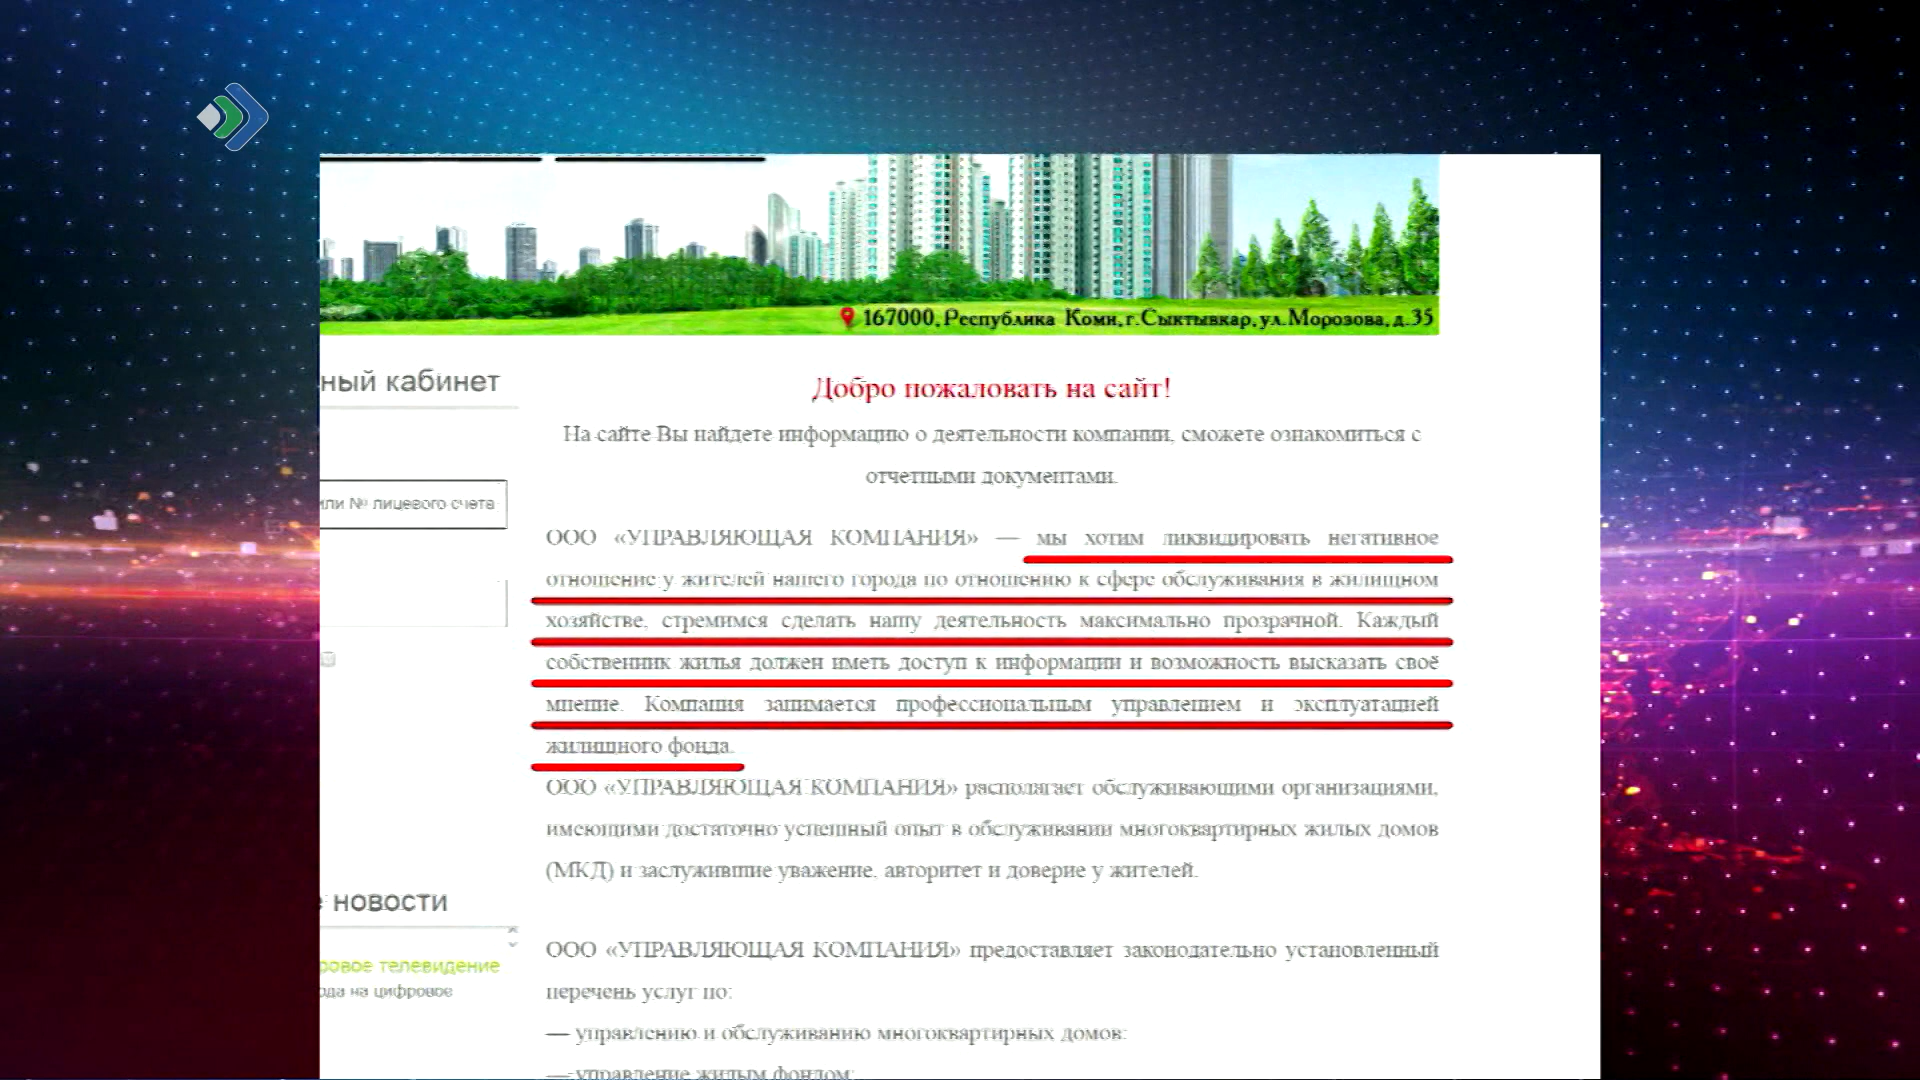 167000, Республика Коми, г. Сыктывкар, ул. Морозова, д. 35
ный кабинет
или № лицевого счета
новости
ровое телевидение
ода на цифровое
Добро пожаловать на сайт!
На сайте Вы найдете информацию о деятельности компании, сможете ознакомиться с
отчетными документами.
ООО «УПРАВЛЯЮЩАЯ КОМПАНИЯ» — мы хотим ликвидировать негативное
отношение у жителей нашего города по отношению к сфере обслуживания в жилищном
хозяйстве, стремимся сделать нашу деятельность максимально прозрачной. Каждый
собственник жилья должен иметь доступ к информации и возможность высказать своё
мнение. Компания занимается профессиональным управлением и эксплуатацией
жилищного фонда.
ООО «УПРАВЛЯЮЩАЯ КОМПАНИЯ» располагает обслуживающими организациями,
имеющими достаточно успешный опыт в обслуживании многоквартирных жилых домов
(МКД) и заслужившие уважение, авторитет и доверие у жителей.
ООО «УПРАВЛЯЮЩАЯ КОМПАНИЯ» предоставляет законодательно установленный
перечень услуг по:
— управлению и обслуживанию многоквартирных домов;
— управление жилым фондом;